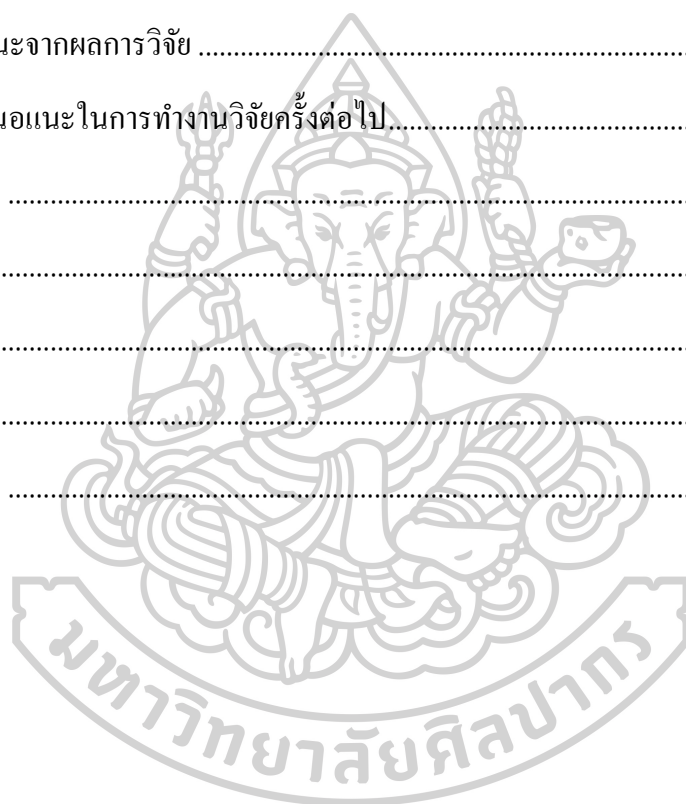 นะจากผลการวิจัย ........................................................................
นอแนะในการทำงานวิจัยครั้งต่อไป............................................
....................................................................................................
....................................................................................................
....................................................................................................
....................................................................................................
....................................................................................................
มหาวิทยาลัยศิลปากร